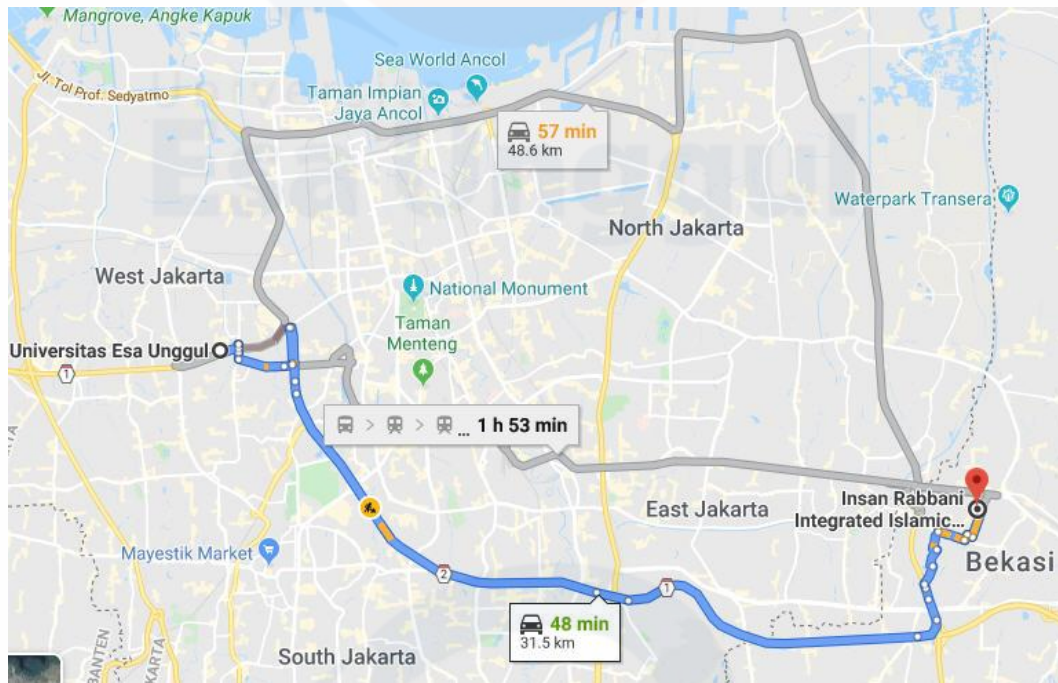 Mangrove, Angke Kapuk
Jl. Tol Prof. Sedyatmo
Sea World Ancol
Taman Impian
Jaya Ancol
57 min
48.6 km
Waterpark Transera
North Jakarta
West Jakarta
National Monument
Taman
Menteng
Universitas Esa Unggul
1
... 1 h 53 min
Insan Rabbani
Integrated Islamic...
East Jakarta
Bekasi
Mayestik Market
2
1
48 min
31.5 km
South Jakarta
BANTEN
KARTA